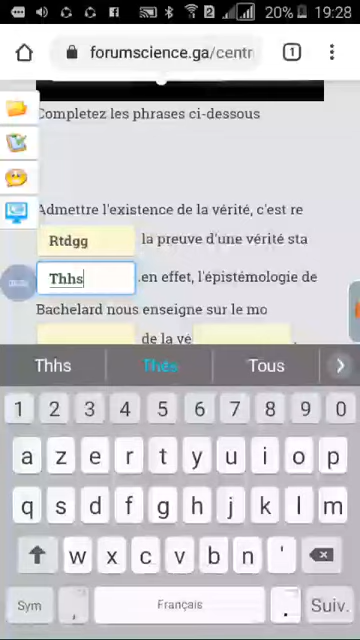 20% 19:28
forumscience.ga/centr 1
Completez les phrases ci-dessous
Admettre l'existence de la vérité, c'est re
Rtdgg la preuve d'une vérité sta
Thhs .en effet, l'épistémologie de
Bachelard nous enseigne sur le mo
de la vé .
Thhs Thés Tous
1 2 3 4 5 6 7 8 9 0
a z e r t y u i o p
q s d f g h j k l m
w x c v b n '
Sym , Français . Suiv.